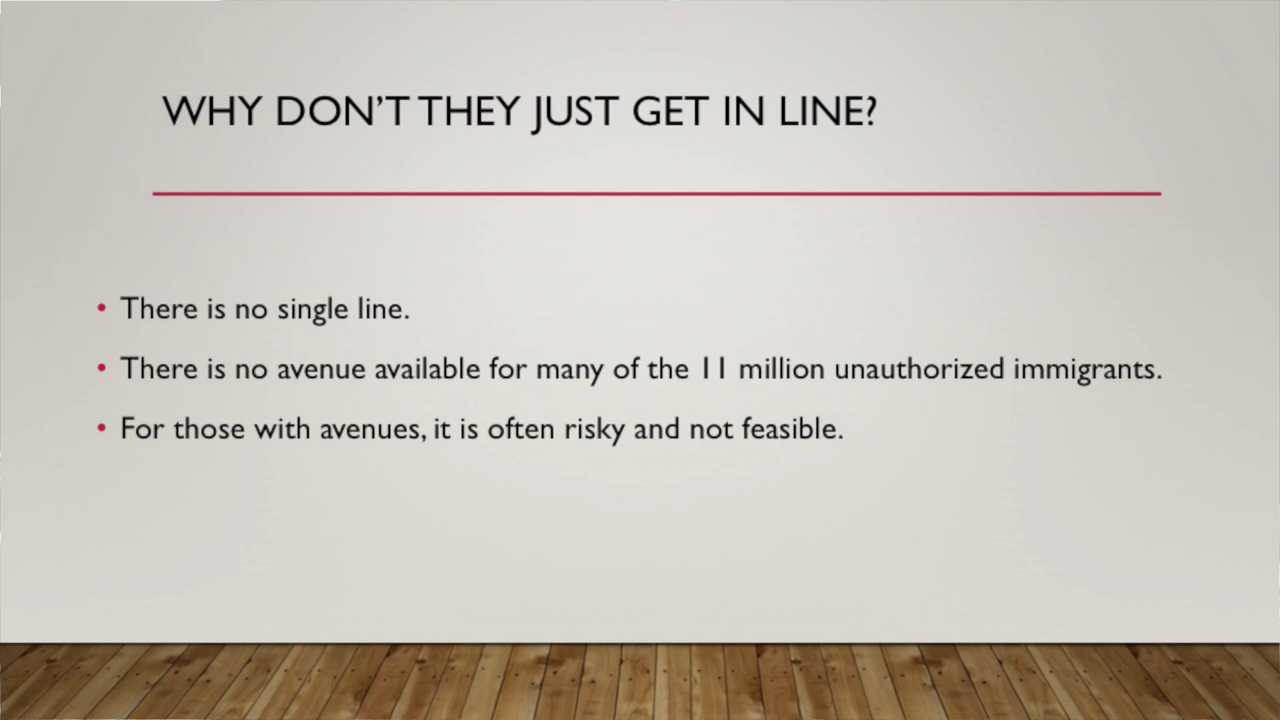 WHY DON'T THEY JUST GET IN LINE?
• There is no single line.
• There is no avenue available for many of the 11 million unauthorized immigrants.
• For those with avenues, it is often risky and not feasible.